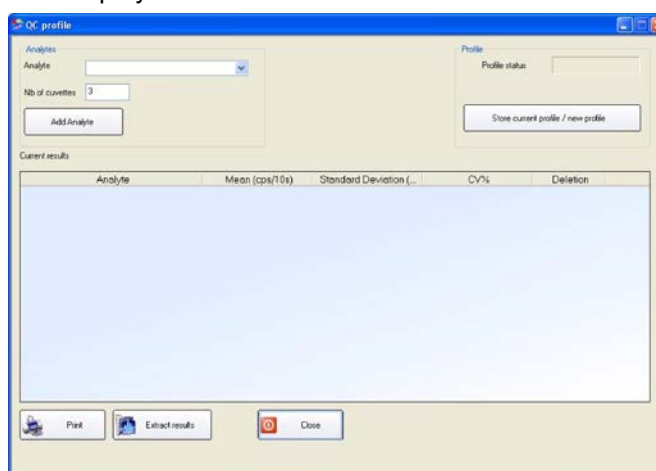 QC profile
Analytes
Analyte
Nb of cuvettes 3
Add Analyte
Profile
Profile status
Store current profile / new profile
Current results
Analyte Mean (cps/10s) Standard Deviation (... CV% Deletion
Print Extract results Close